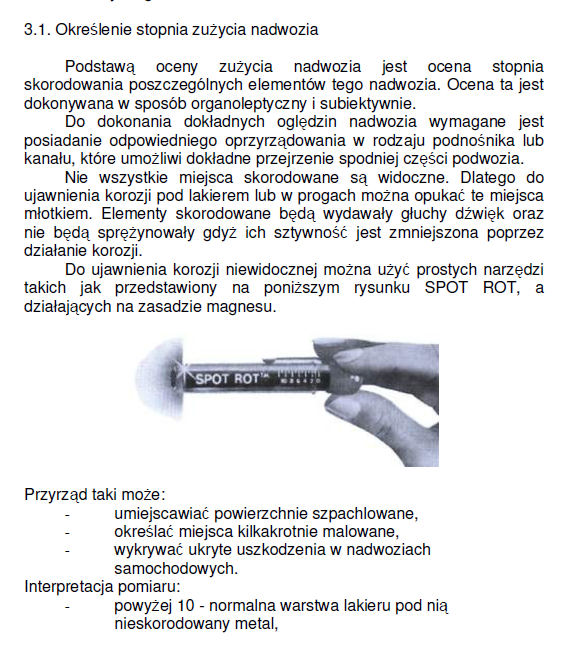 3.1. Określenie stopnia zużycia nadwozia
Podstawą oceny zużycia nadwozia jest ocena stopnia
skorodowania poszczególnych elementów tego nadwozia. Ocena ta jest
dokonywana w sposób organoleptyczny i subiektywnie.
Do dokonania dokładnych oględzin nadwozia wymagane jest
posiadanie odpowiedniego oprzyrządowania w rodzaju podnośnika lub
kanału, które umożliwi dokładne przejrzenie spodniej części podwozia.
Nie wszystkie miejsca skorodowane są widoczne. Dlatego do
ujawnienia korozji pod lakierem lub w progach można opukać te miejsca
młotkiem. Elementy skorodowane będą wydawały głuchy dźwięk oraz
nie będą sprężynowały gdyż ich sztywność jest zmniejszona poprzez
działanie korozji.
Do ujawnienia korozji niewidocznej można użyć prostych narzędzi
takich jak przedstawiony na poniższym rysunku SPOT ROT, a
działających na zasadzie magnesu.
SPOT ROT™ 10 8 6 4 2 0
Przyrząd taki może:
- umiejscawiać powierzchnie szpachlowane,
- określać miejsca kilkakrotnie malowane,
- wykrywać ukryte uszkodzenia w nadwoziach
samochodowych.
Interpretacja pomiaru:
- powyżej 10 - normalna warstwa lakieru pod nią
nieskorodowany metal,